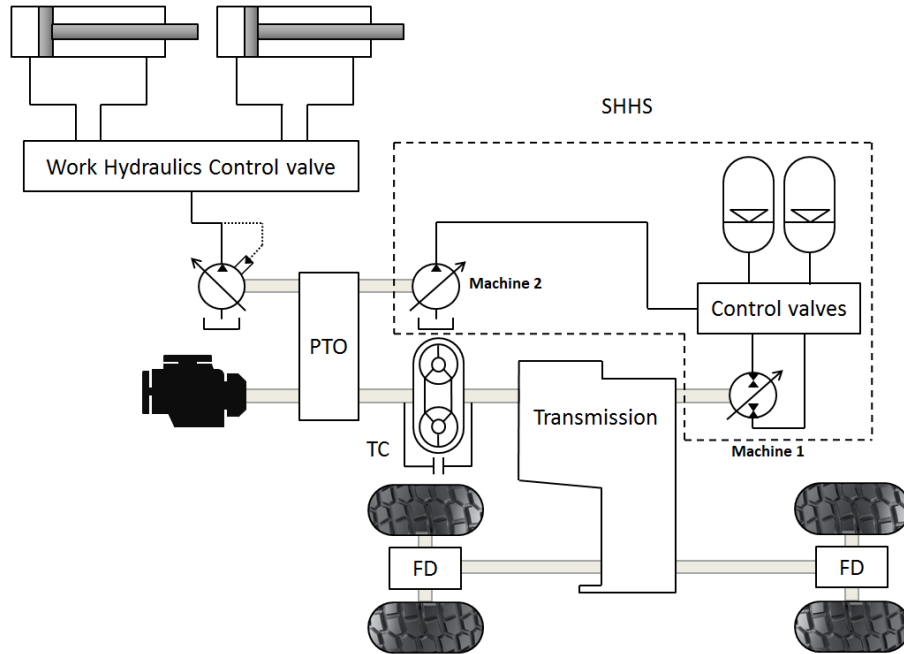 SHHS
Work Hydraulics Control valve
Machine 2
Control valves
PTO
Transmission
TC
Machine 1
FD
FD